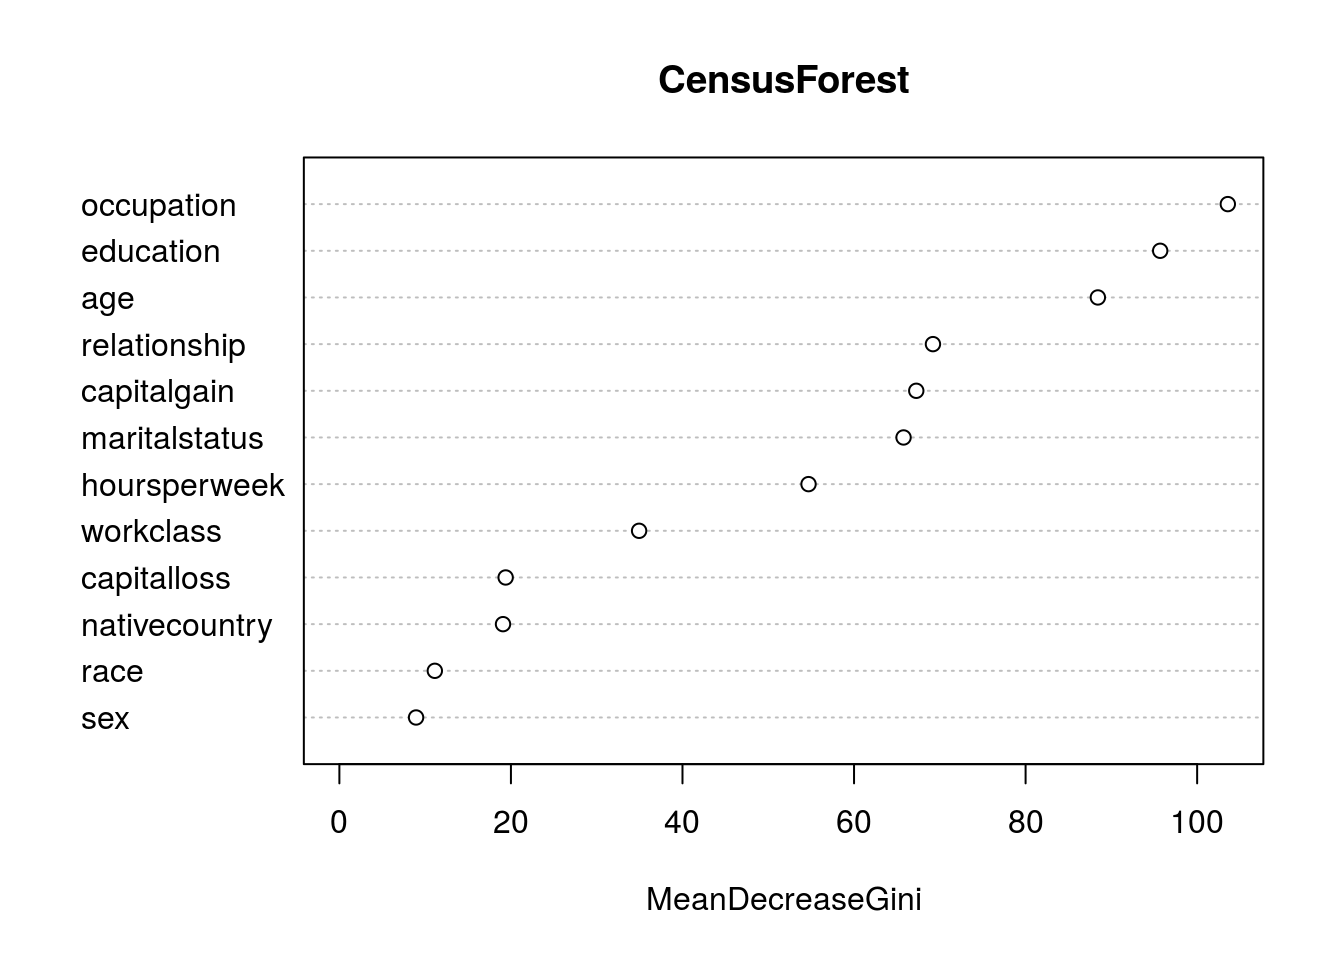 CensusForest
occupation
education
age
relationship
capitalgain
maritalstatus
hoursperweek
workclass
capitalloss
nativecountry
race
sex
0 20 40 60 80 100
MeanDecreaseGini